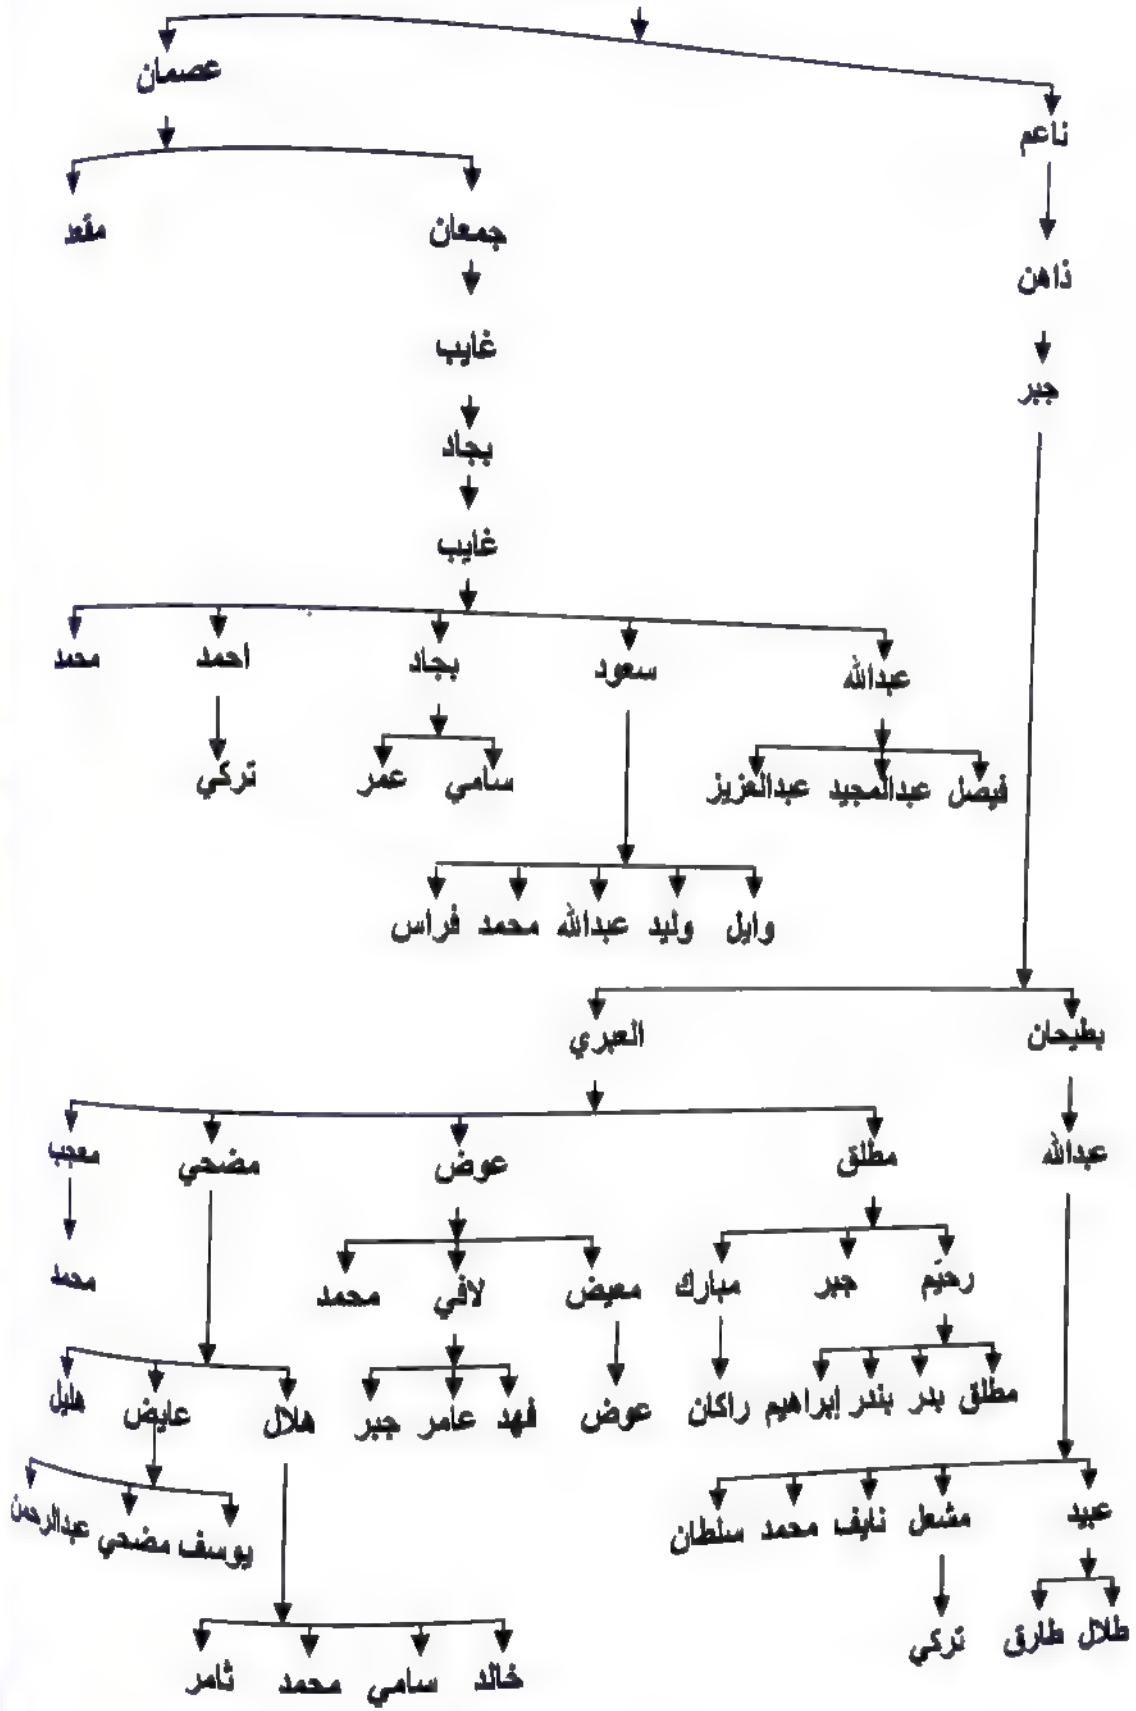 عصمان
ناعم
جمعان مقعد
ذاهن
غايب
جبر
بجاد
غايب
عبدالله سعود بجاد احمد محمد
فيصل عبدالمجيد عبدالعزيز سامي عمر تركي
وايل وليد عبدالله محمد فراس
بطيحان العبري
عبدالله مطلق عوض مضحي معجب
رحيّم جبر مبارك معيض لافي محمد محمد
مطلق بدر بندر إبراهيم راكان عوض فهد عامر جبر هلال عايض هليل
عبيد مشعل نايف محمد سلطان يوسف مضحي عبدالرحمن
طلال طارق تركي
خالد سامي محمد ثامر